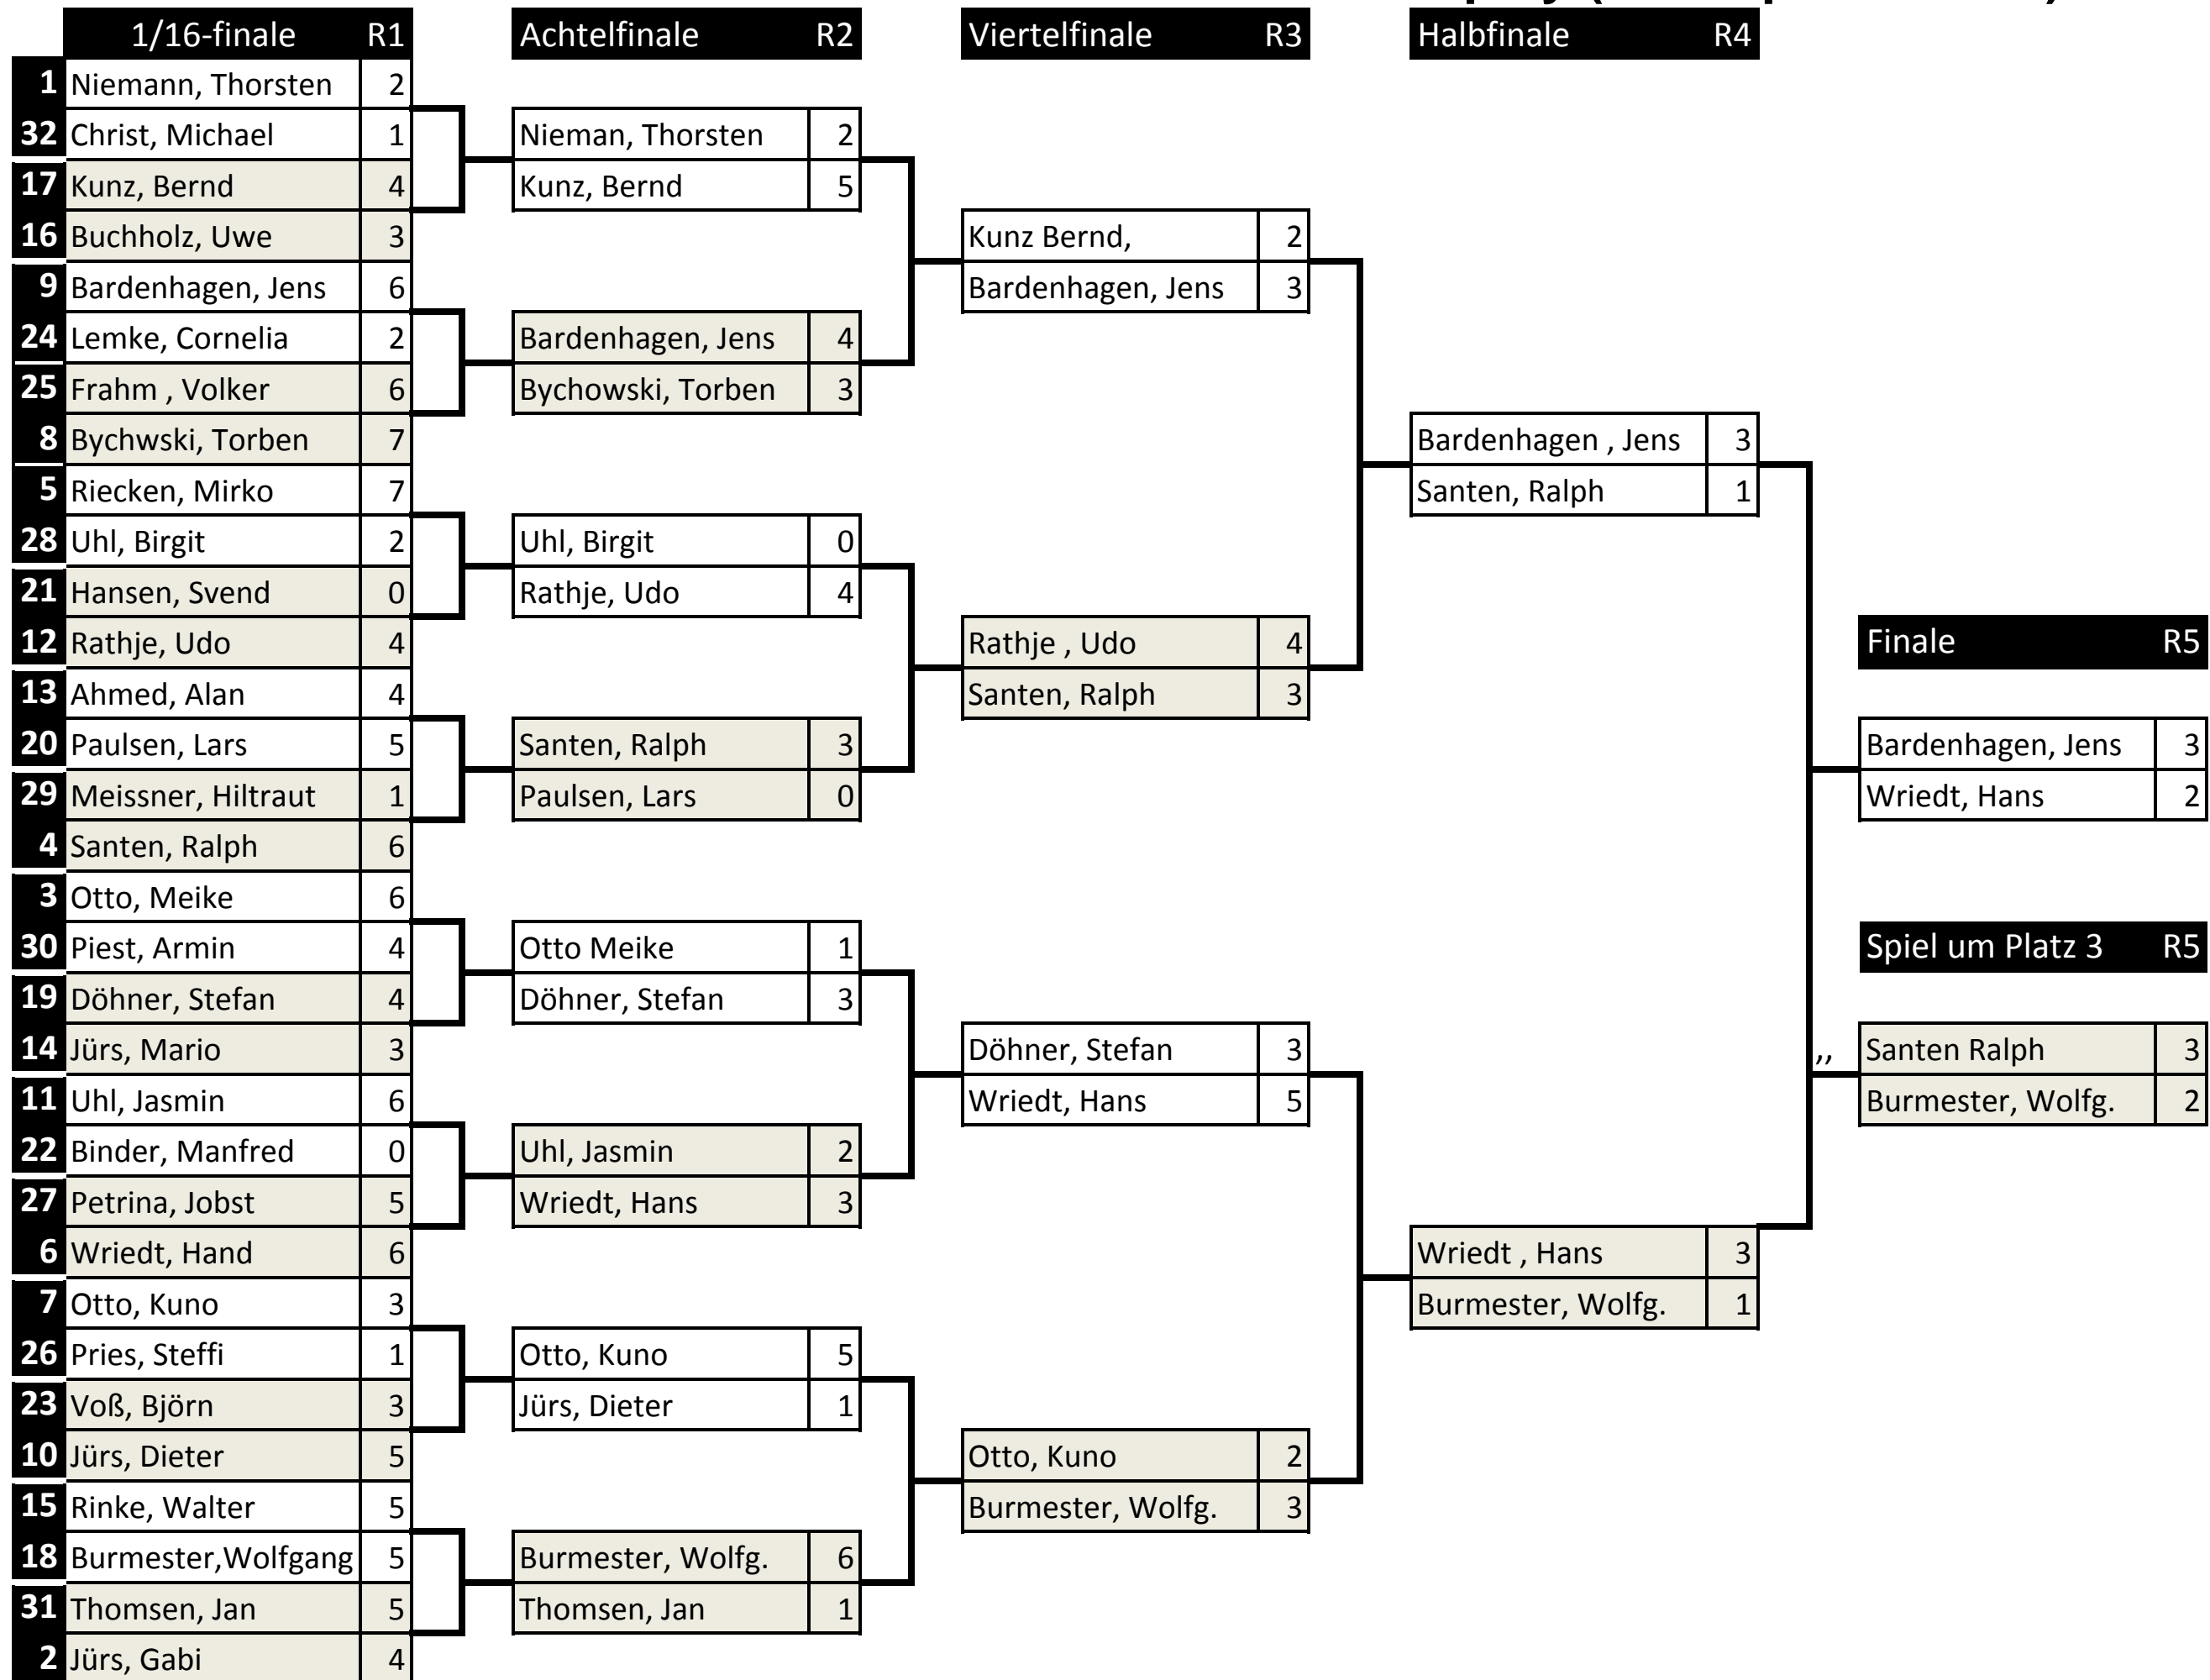 1/16-finale R1 Achtelfinale R2 Viertelfinale R3 Halbfinale R4
1 Niemann, Thorsten 2
32 Christ, Michael 1 Nieman, Thorsten 2
17 Kunz, Bernd 4 Kunz, Bernd 5
16 Buchholz, Uwe 3 Kunz Bernd, 2
9 Bardenhagen, Jens 6 Bardenhagen, Jens 3
24 Lemke, Cornelia 2 Bardenhagen, Jens 4
25 Frahm , Volker 6 Bychowski, Torben 3
8 Bychwski, Torben 7 Bardenhagen , Jens 3
5 Riecken, Mirko 7 Santen, Ralph 1
28 Uhl, Birgit 2 Uhl, Birgit 0
21 Hansen, Svend 0 Rathje, Udo 4
12 Rathje, Udo 4 Rathje , Udo 4 Finale R5
13 Ahmed, Alan 4 Santen, Ralph 3
20 Paulsen, Lars 5 Santen, Ralph 3 Bardenhagen, Jens 3
29 Meissner, Hiltraut 1 Paulsen, Lars 0 Wriedt, Hans 2
4 Santen, Ralph 6
3 Otto, Meike 6
30 Piest, Armin 4 Otto Meike 1 Spiel um Platz 3 R5
19 Döhner, Stefan 4 Döhner, Stefan 3
14 Jürs, Mario 3 Döhner, Stefan 3 ,, Santen Ralph 3
11 Uhl, Jasmin 6 Wriedt, Hans 5 Burmester, Wolfg. 2
22 Binder, Manfred 0 Uhl, Jasmin 2
27 Petrina, Jobst 5 Wriedt, Hans 3
6 Wriedt, Hand 6 Wriedt , Hans 3
7 Otto, Kuno 3 Burmester, Wolfg. 1
26 Pries, Steffi 1 Otto, Kuno 5
23 Voß, Björn 3 Jürs, Dieter 1
10 Jürs, Dieter 5 Otto, Kuno 2
15 Rinke, Walter 5 Burmester, Wolfg. 3
18 Burmester,Wolfgang 5 Burmester, Wolfg. 6
31 Thomsen, Jan 5 Thomsen, Jan 1
2 Jürs, Gabi 4